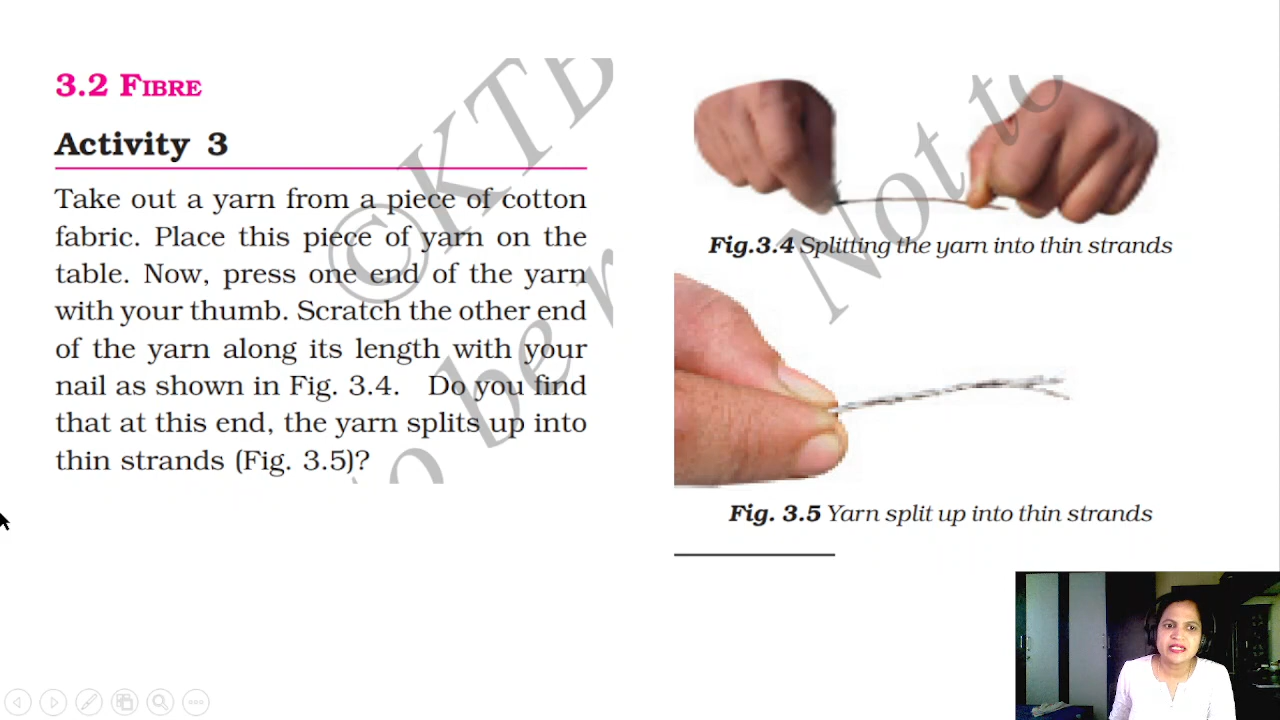 3.2 FIBRE
Activity 3
Take out a yarn from a piece of cotton
fabric. Place this piece of yarn on the
table. Now, press one end of the yarn
with your thumb. Scratch the other end
of the yarn along its length with your
nail as shown in Fig. 3.4. Do you find
that at this end, the yarn splits up into
thin strands (Fig. 3.5)?
©KTB
o be r
Not to
Fig.3.4 Splitting the yarn into thin strands
Fig. 3.5 Yarn split up into thin strands